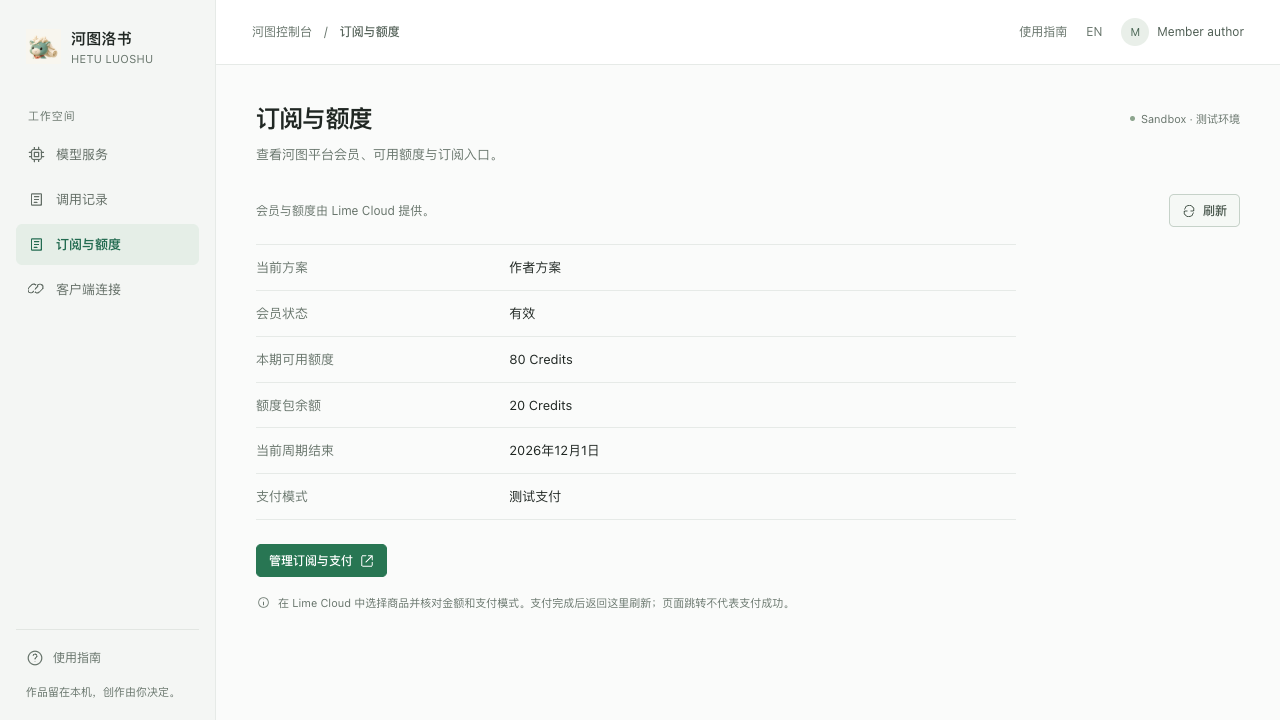 河图洛书
HETU LUOSHU
工作空间
模型服务
调用记录
订阅与额度
客户端连接
使用指南
作品留在本机，创作由你决定。
河图控制台 / 订阅与额度
使用指南 EN M Member author
订阅与额度
Sandbox · 测试环境
查看河图平台会员、可用额度与订阅入口。
会员与额度由 Lime Cloud 提供。
刷新
当前方案 作者方案
会员状态 有效
本期可用额度 80 Credits
额度包余额 20 Credits
当前周期结束 2026年12月1日
支付模式 测试支付
管理订阅与支付
在 Lime Cloud 中选择商品并核对金额和支付模式。支付完成后返回这里刷新；页面跳转不代表支付成功。